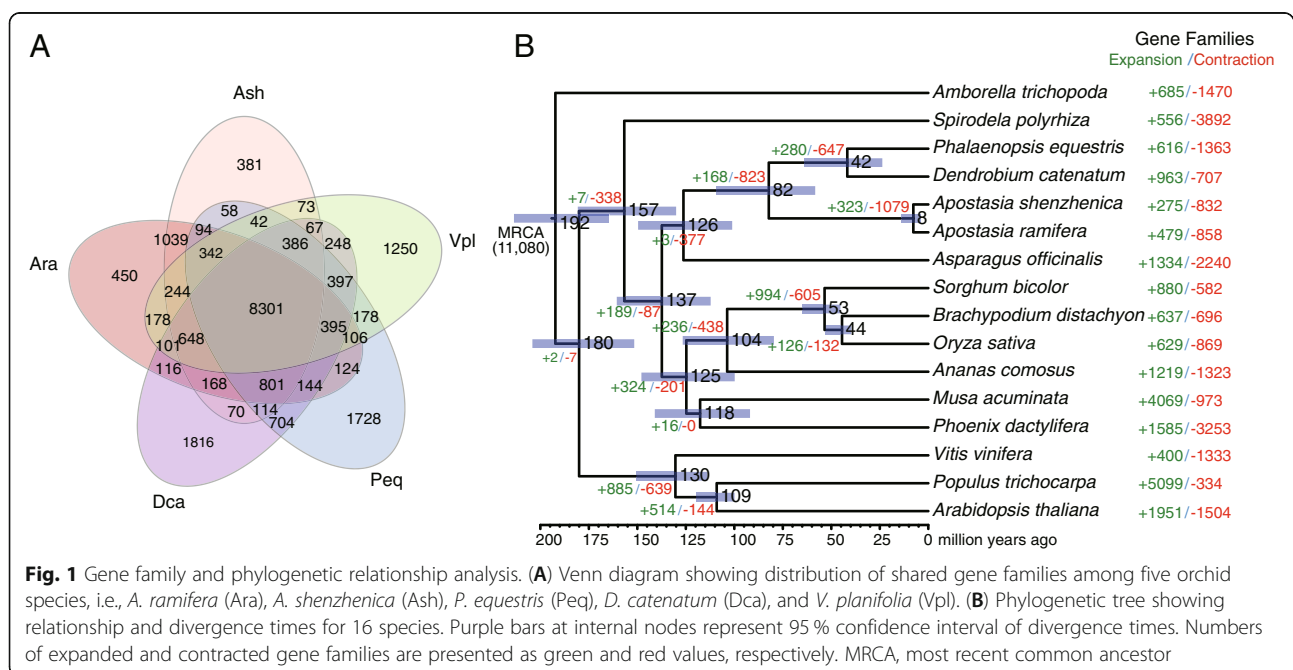 A
Ash
381
58
42
73
94
67
1039
386
248
Vpl
1250
342
Ara
450
397
244
8301
178
178
395
106
648
101
116
124
168
801
144
70
114
704
1728
1816
Peq
Dca
B
Gene Families
Expansion /Contraction
Amborella trichopoda +685/-1470
Spirodela polyrhiza +556/-3892
Phalaenopsis equestris +616/-1363
Dendrobium catenatum +963/-707
Apostasia shenzhenica +275/-832
Apostasia ramifera +479/-858
Asparagus officinalis +1334/-2240
Sorghum bicolor +880/-582
Brachypodium distachyon +637/-696
Oryza sativa +629/-869
Ananas comosus +1219/-1323
Musa acuminata +4069/-973
Phoenix dactylifera +1585/-3253
Vitis vinifera +400/-1333
Populus trichocarpa +5099/-334
Arabidopsis thaliana +1951/-1504
+280/-647
42
+168/-823
82
+323/-1079
8
+7/-338
157
192
126
MRCA
(11,080)
+3/-377
+994/-605
53
137
+189/-87
+236/-438
104
44
+126/-132
180
+2/-7
125
+324/-201
118
+16/-0
130
+885/-639
109
+514/-144
200 175 150 125 100 75 50 25 0 million years ago
Fig. 1 Gene family and phylogenetic relationship analysis. (A) Venn diagram showing distribution of shared gene families among five orchid
species, i.e., A. ramifera (Ara), A. shenzhenica (Ash), P. equestris (Peq), D. catenatum (Dca), and V. planifolia (Vpl). (B) Phylogenetic tree showing
relationship and divergence times for 16 species. Purple bars at internal nodes represent 95 % confidence interval of divergence times. Numbers
of expanded and contracted gene families are presented as green and red values, respectively. MRCA, most recent common ancestor